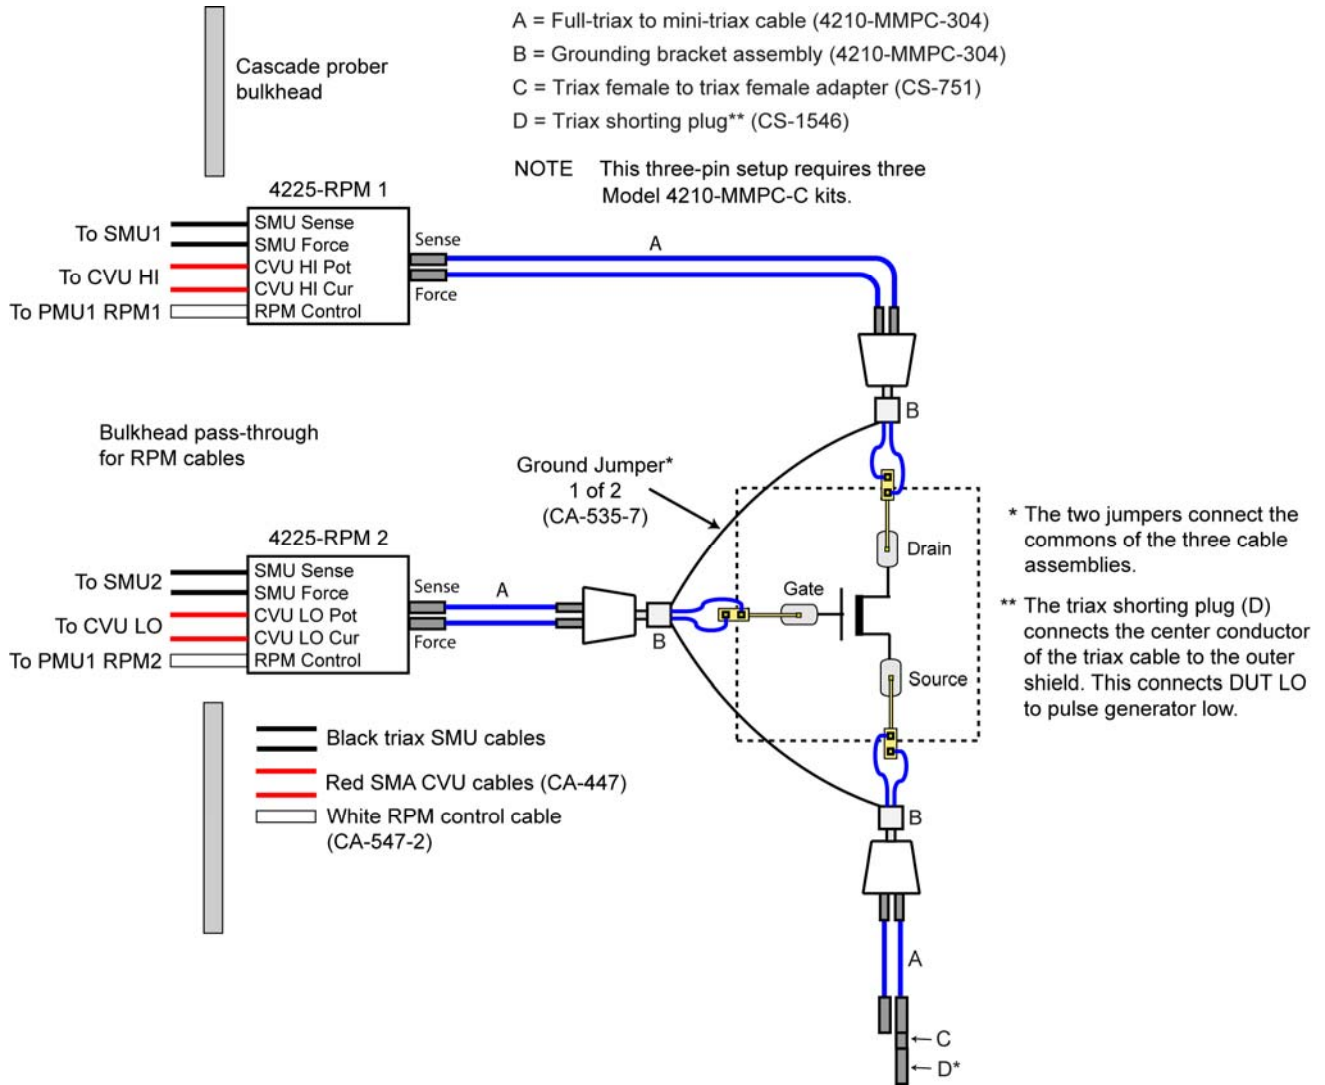 A = Full-triax to mini-triax cable (4210-MMPC-304)
B = Grounding bracket assembly (4210-MMPC-304)
C = Triax female to triax female adapter (CS-751)
D = Triax shorting plug** (CS-1546)
NOTE This three-pin setup requires three
Model 4210-MMPC-C kits.
Cascade prober
bulkhead
4225-RPM 1
To SMU1
To CVU HI
To PMU1 RPM1
SMU Sense
SMU Force
CVU HI Pot
CVU HI Cur
RPM Control
Sense
Force
A
B
Bulkhead pass-through
for RPM cables
Ground Jumper*
1 of 2
(CA-535-7)
4225-RPM 2
To SMU2
To CVU LO
To PMU1 RPM2
SMU Sense
SMU Force
CVU LO Pot
CVU LO Cur
RPM Control
Sense
Force
A
B
Gate
Drain
Source
* The two jumpers connect the
commons of the three cable
assemblies.
** The triax shorting plug (D)
connects the center conductor
of the triax cable to the outer
shield. This connects DUT LO
to pulse generator low.
Black triax SMU cables
Red SMA CVU cables (CA-447)
White RPM control cable
(CA-547-2)
B
A
C
D*